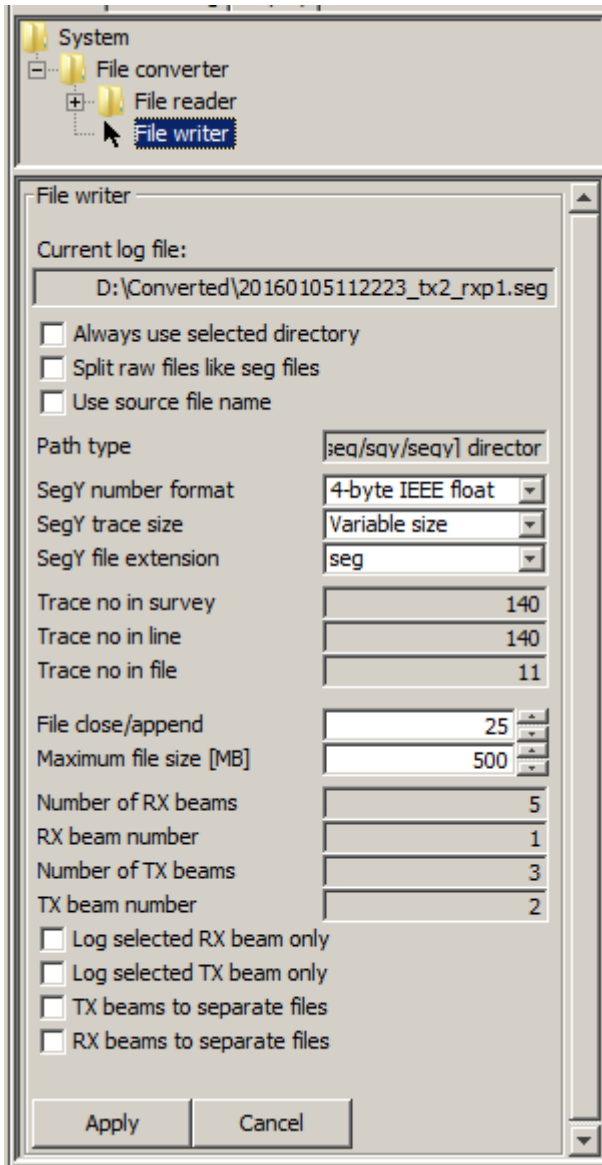 System
File converter
File reader
File writer
File writer
Current log file:
D:\Converted\20160105112223_tx2_rxp1.seg
Always use selected directory
Split raw files like seg files
Use source file name
Path type seg/sgy/segy] director
SegY number format 4-byte IEEE float
SegY trace size Variable size
SegY file extension seg
Trace no in survey 140
Trace no in line 140
Trace no in file 11
File close/append 25
Maximum file size [MB] 500
Number of RX beams 5
RX beam number 1
Number of TX beams 3
TX beam number 2
Log selected RX beam only
Log selected TX beam only
TX beams to separate files
RX beams to separate files
Apply Cancel